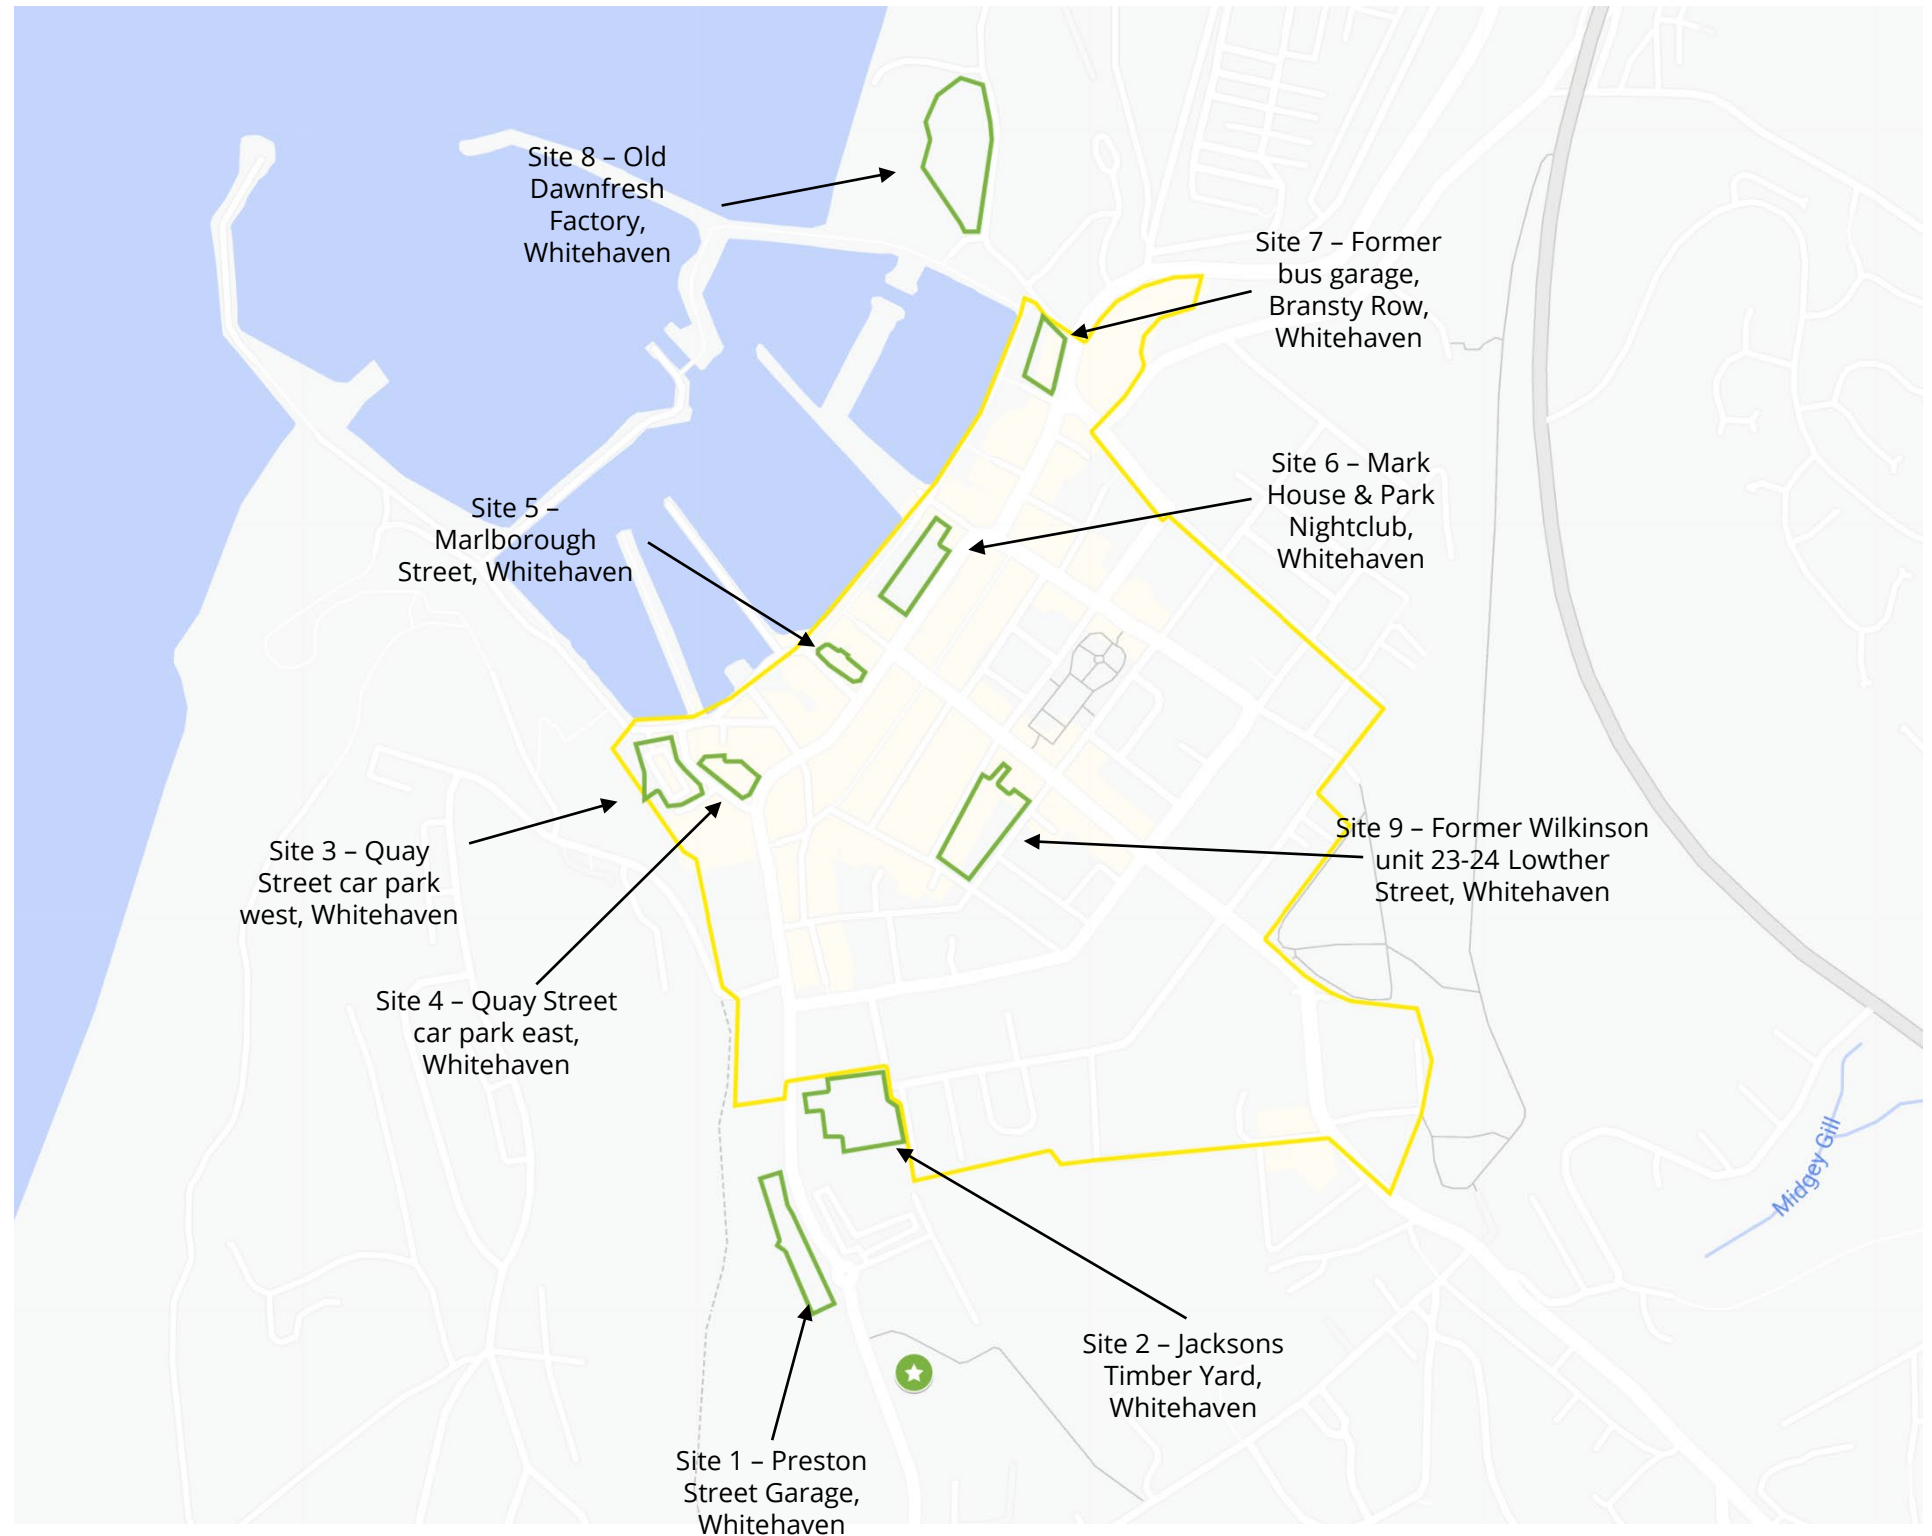 Site 8 – Old
Dawnfresh
Factory,
Whitehaven
Site 7 – Former
bus garage,
Bransty Row,
Whitehaven
Site 6 – Mark
House & Park
Nightclub,
Whitehaven
Site 5 –
Marlborough
Street, Whitehaven
Site 9 – Former Wilkinson
unit 23-24 Lowther
Street, Whitehaven
Site 3 – Quay
Street car park
west, Whitehaven
Site 4 – Quay Street
car park east,
Whitehaven
Midgey Gill
Site 2 – Jacksons
Timber Yard,
Whitehaven
Site 1 – Preston
Street Garage,
Whitehaven